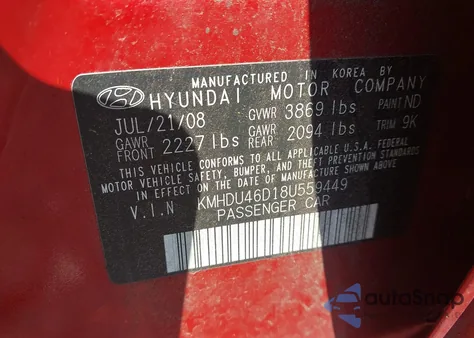 MANUFACTURED IN KOREA BY
HYUNDAI MOTOR COMPANY
JUL/21/08 GVWR 3869 lbs PAINT ND
GAWR FRONT 2227 lbs GAWR REAR 2094 lbs TRIM 9K
THIS VEHICLE CONFORMS TO ALL APPLICABLE U.S.A. FEDERAL
MOTOR VEHICLE SAFETY, BUMPER, AND THEFT PREVENTION STANDARDS
IN EFFECT ON THE DATE OF MANUFACTURE SHOWN ABOVE.
V.I.N KMHDU46D18U559449
PASSENGER CAR
autoSnap